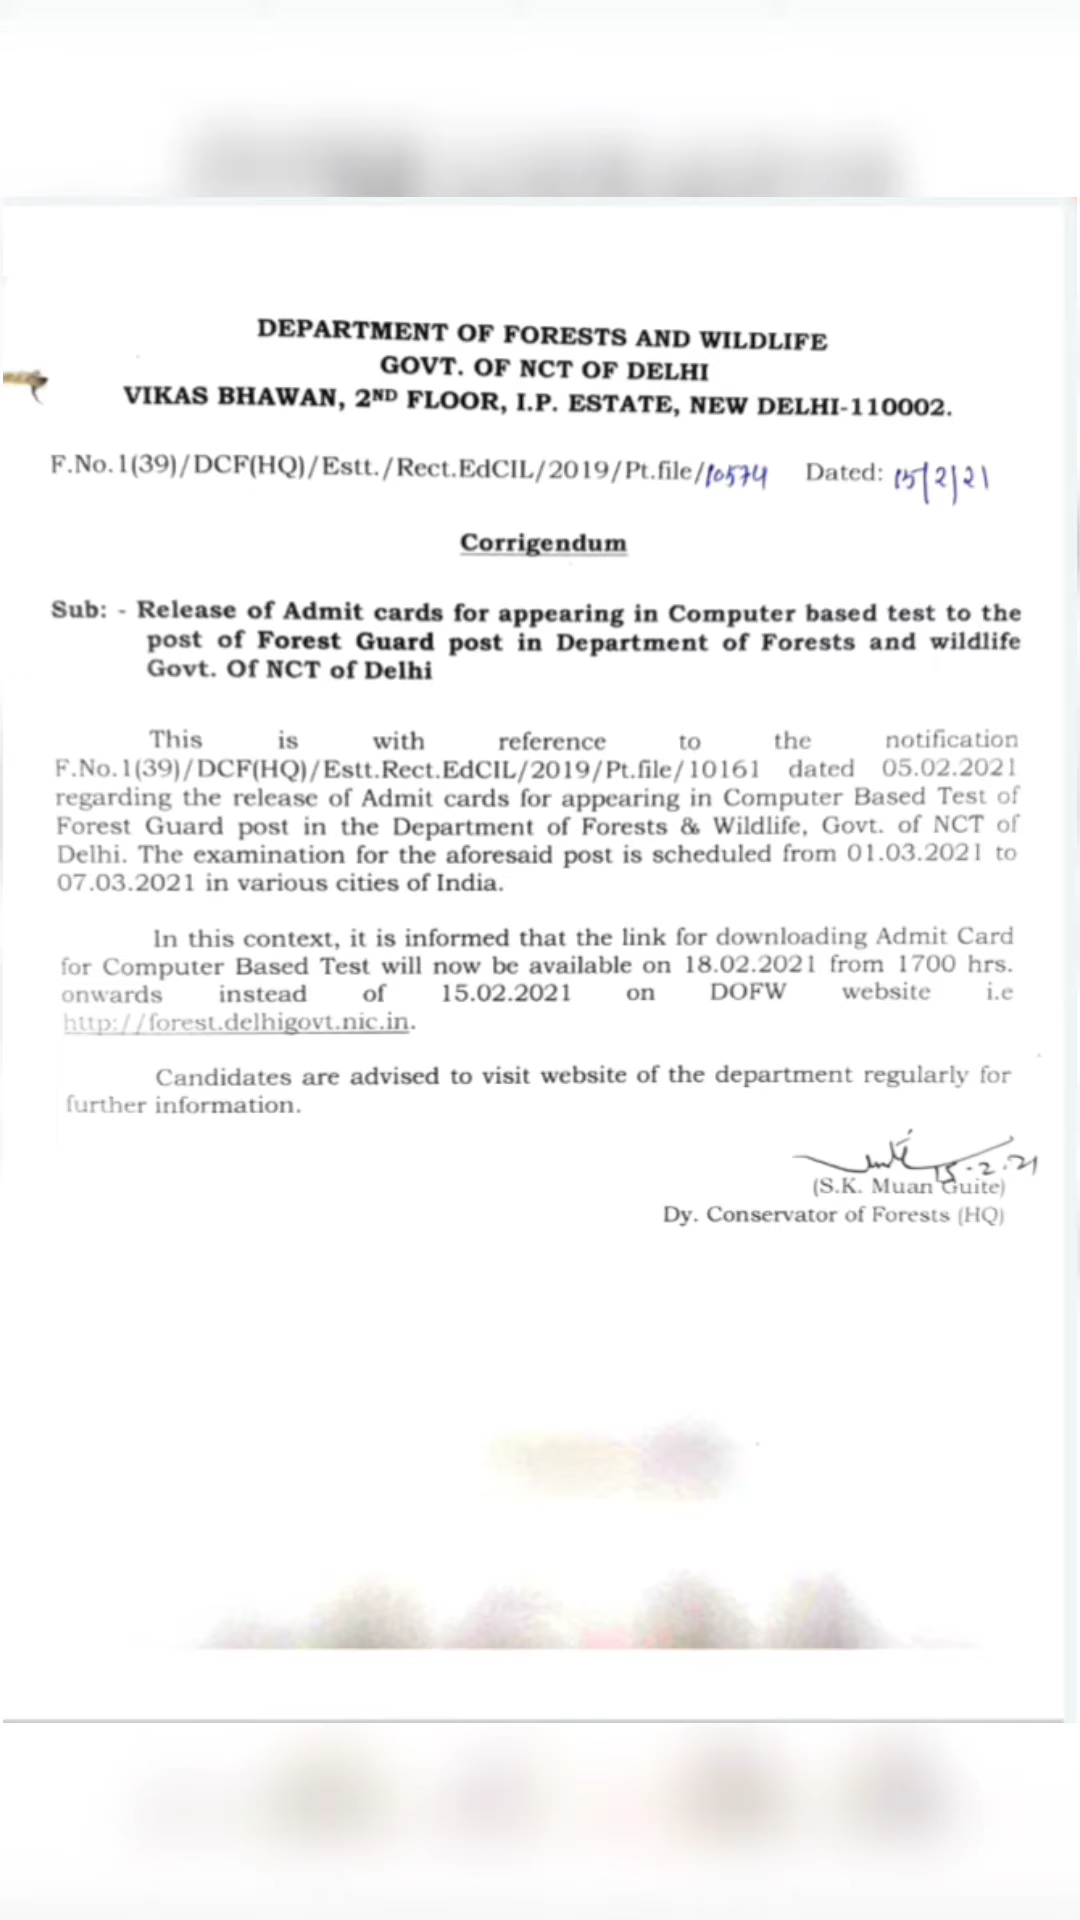 DEPARTMENT OF FORESTS AND WILDLIFE
GOVT. OF NCT OF DELHI
VIKAS BHAWAN, 2ND FLOOR, I.P. ESTATE, NEW DELHI-110002.
F.No.1(39)/DCF(HQ)/Estt./Rect.EdCIL/2019/Pt.file/10574 Dated: 15/2/21
Corrigendum
Sub: - Release of Admit cards for appearing in Computer based test to the
post of Forest Guard post in Department of Forests and wildlife
Govt. Of NCT of Delhi
This is with reference to the notification
F.No.1(39)/DCF(HQ)/Estt.Rect.EdCIL/2019/Pt.file/10161 dated 05.02.2021
regarding the release of Admit cards for appearing in Computer Based Test of
Forest Guard post in the Department of Forests & Wildlife, Govt. of NCT of
Delhi. The examination for the aforesaid post is scheduled from 01.03.2021 to
07.03.2021 in various cities of India.
In this context, it is informed that the link for downloading Admit Card
for Computer Based Test will now be available on 18.02.2021 from 1700 hrs.
onwards instead of 15.02.2021 on DOFW website i.e
http://forest.delhigovt.nic.in.
Candidates are advised to visit website of the department regularly for
further information.
15-2-21
(S.K. Muan Guite)
Dy. Conservator of Forests (HQ)